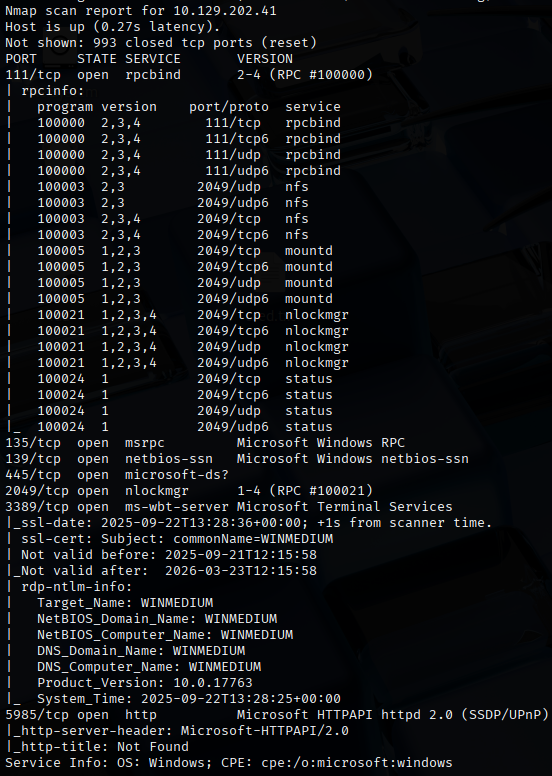 Nmap scan report for 10.129.202.41
Host is up (0.27s latency).
Not shown: 993 closed tcp ports (reset)
PORT     STATE SERVICE       VERSION
111/tcp  open  rpcbind       2-4 (RPC #100000)
| rpcinfo:
|   program version    port/proto  service
|   100000  2,3,4        111/tcp   rpcbind
|   100000  2,3,4        111/tcp6  rpcbind
|   100000  2,3,4        111/udp   rpcbind
|   100000  2,3,4        111/udp6  rpcbind
|   100003  2,3         2049/udp   nfs
|   100003  2,3         2049/udp6  nfs
|   100003  2,3,4       2049/tcp   nfs
|   100003  2,3,4       2049/tcp6  nfs
|   100005  1,2,3       2049/tcp   mountd
|   100005  1,2,3       2049/tcp6  mountd
|   100005  1,2,3       2049/udp   mountd
|   100005  1,2,3       2049/udp6  mountd
|   100021  1,2,3,4     2049/tcp   nlockmgr
|   100021  1,2,3,4     2049/tcp6  nlockmgr
|   100021  1,2,3,4     2049/udp   nlockmgr
|   100021  1,2,3,4     2049/udp6  nlockmgr
|   100024  1           2049/tcp   status
|   100024  1           2049/tcp6  status
|   100024  1           2049/udp   status
|_  100024  1           2049/udp6  status
135/tcp  open  msrpc         Microsoft Windows RPC
139/tcp  open  netbios-ssn   Microsoft Windows netbios-ssn
445/tcp  open  microsoft-ds?
2049/tcp open  nlockmgr      1-4 (RPC #100021)
3389/tcp open  ms-wbt-server Microsoft Terminal Services
|_ssl-date: 2025-09-22T13:28:36+00:00; +1s from scanner time.
| ssl-cert: Subject: commonName=WINMEDIUM
| Not valid before: 2025-09-21T12:15:58
|_Not valid after:  2026-03-23T12:15:58
| rdp-ntlm-info:
|   Target_Name: WINMEDIUM
|   NetBIOS_Domain_Name: WINMEDIUM
|   NetBIOS_Computer_Name: WINMEDIUM
|   DNS_Domain_Name: WINMEDIUM
|   DNS_Computer_Name: WINMEDIUM
|   Product_Version: 10.0.17763
|_  System_Time: 2025-09-22T13:28:25+00:00
5985/tcp open  http          Microsoft HTTPAPI httpd 2.0 (SSDP/UPnP)
|_http-server-header: Microsoft-HTTPAPI/2.0
|_http-title: Not Found
Service Info: OS: Windows; CPE: cpe:/o:microsoft:windows